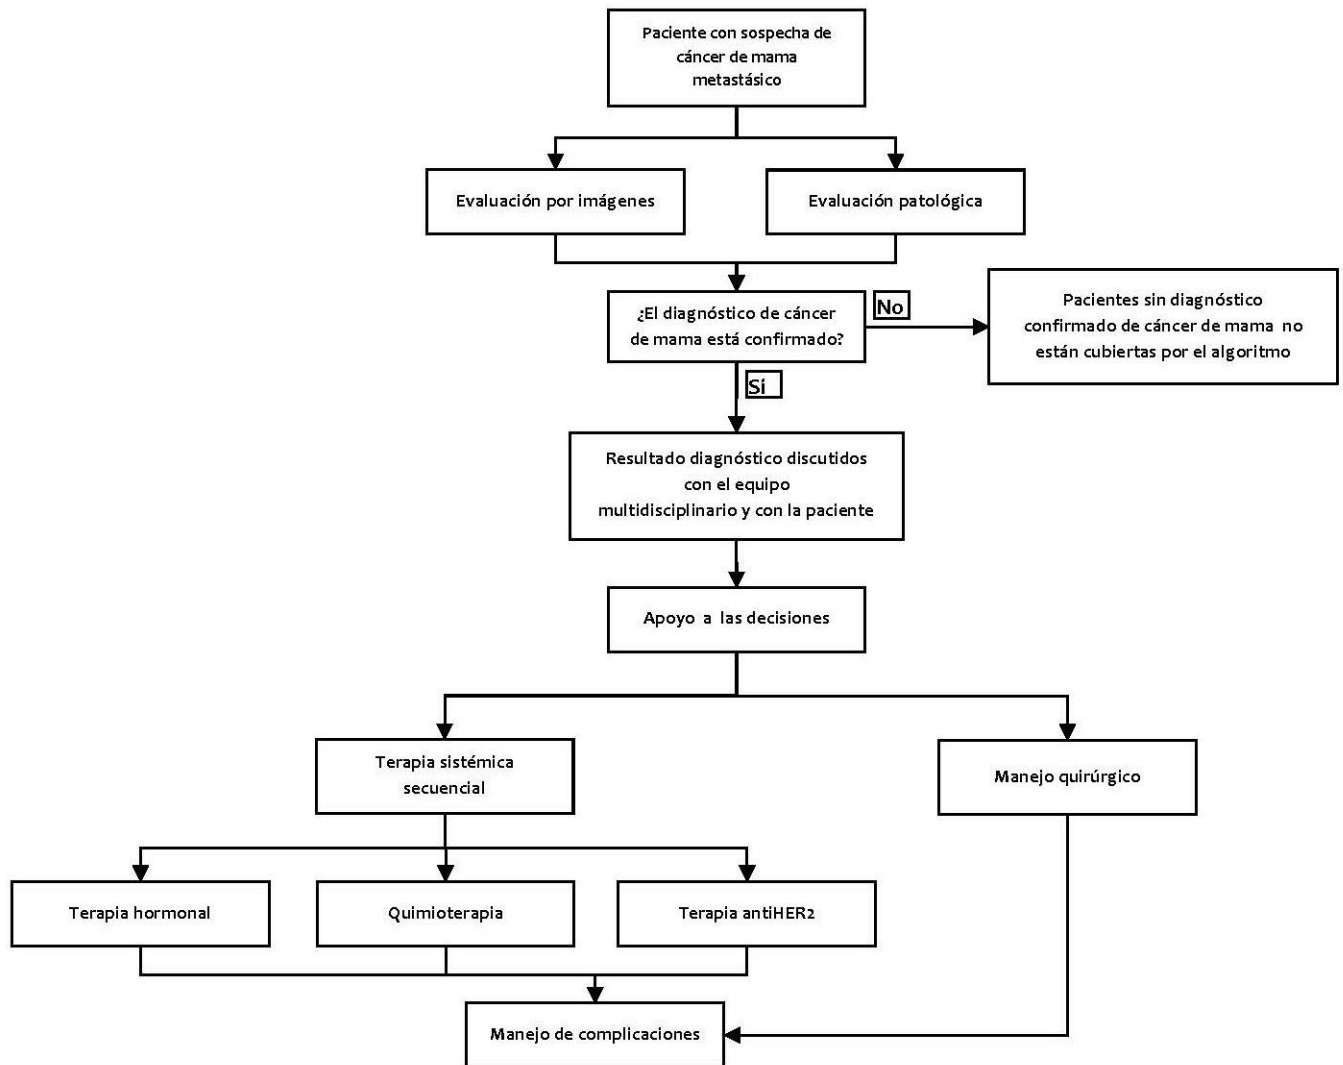 Paciente con sospecha de
cáncer de mama
metastásico
Evaluación por imágenes
Evaluación patológica
¿El diagnóstico de cáncer
de mama está confirmado?
No
Pacientes sin diagnóstico
confirmado de cáncer de mama no
están cubiertas por el algoritmo
Sí
Resultado diagnóstico discutidos
con el equipo
multidisciplinario y con la paciente
Apoyo a las decisiones
Terapia sistémica
secuencial
Manejo quirúrgico
Terapia hormonal
Quimioterapia
Terapia antiHER2
Manejo de complicaciones